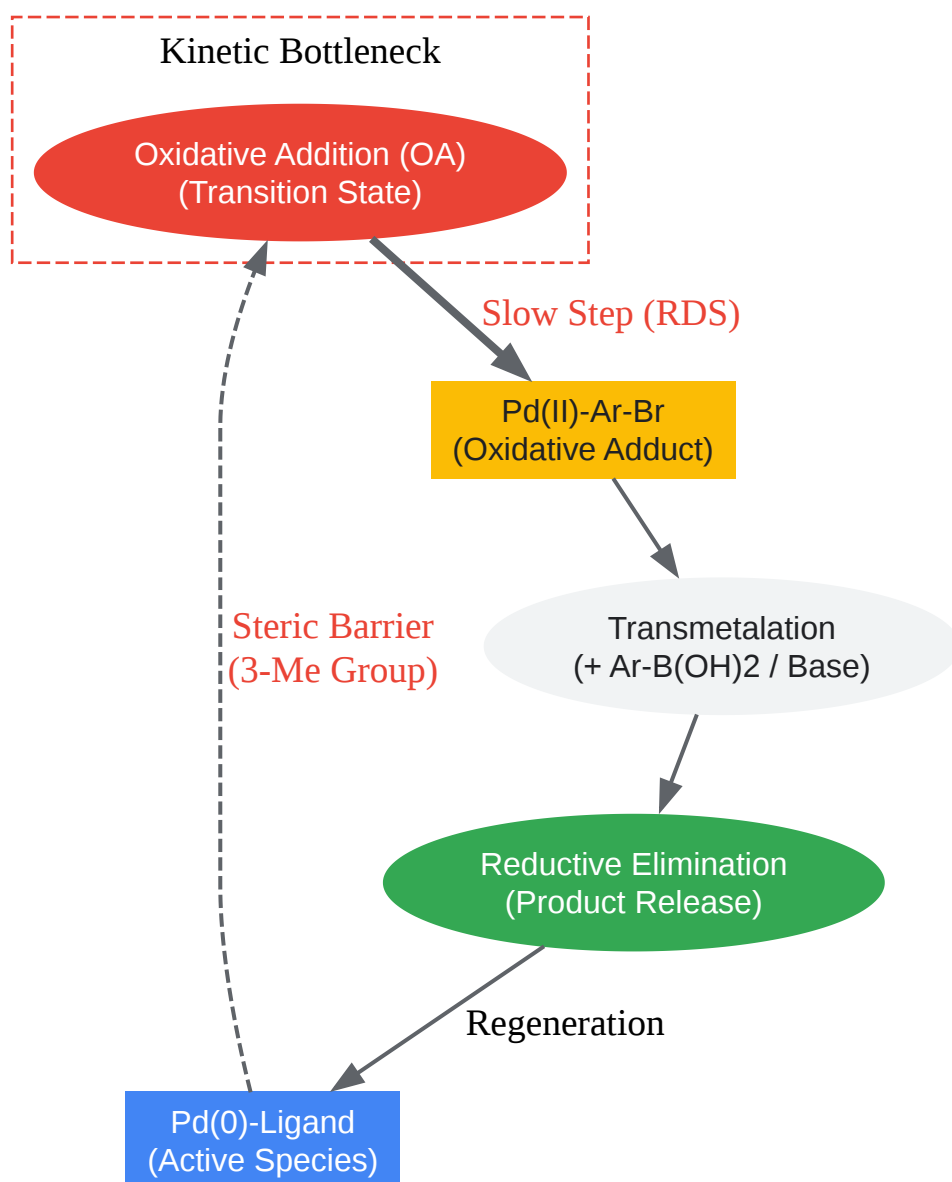 Kinetic Bottleneck
Oxidative Addition (OA)
(Transition State)
Slow Step (RDS)
Pd(II)-Ar-Br
(Oxidative Adduct)
Steric Barrier
(3-Me Group)
Transmetalation
(+ Ar-B(OH)2 / Base)
Reductive Elimination
(Product Release)
Regeneration
Pd(0)-Ligand
(Active Species)